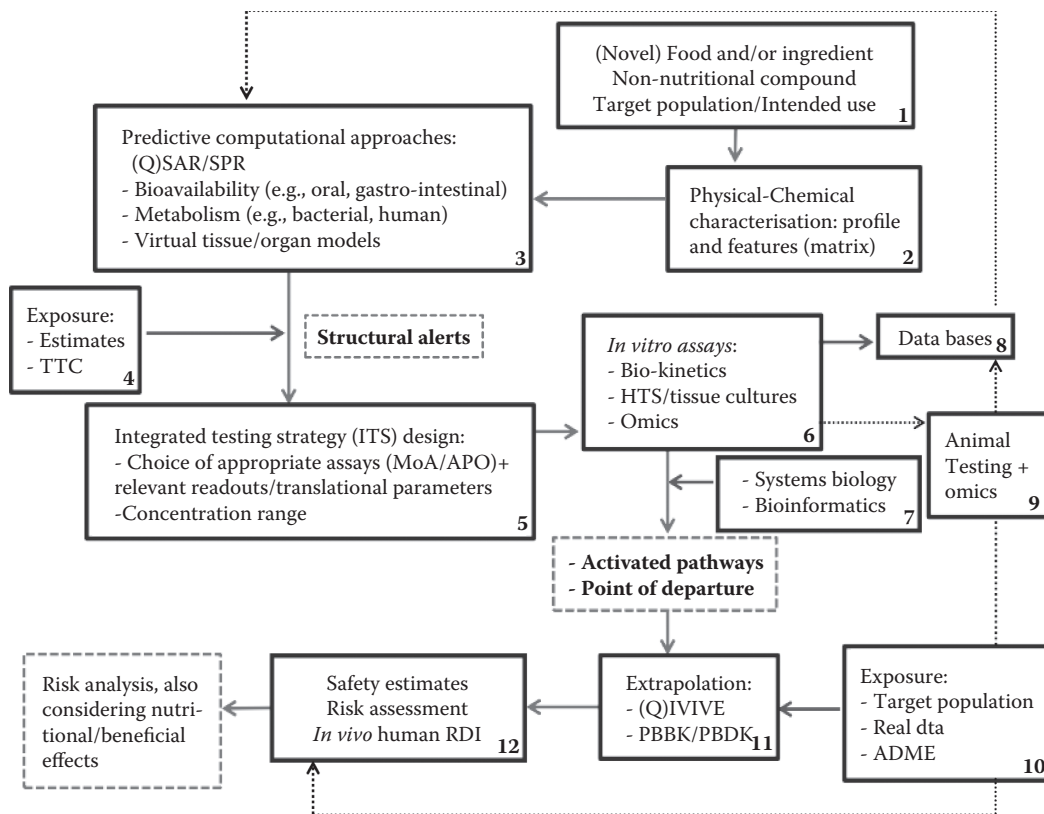 (Novel) Food and/or ingredient
Non-nutritional compound
Target population/Intended use
1
Physical-Chemical
characterisation: profile
and features (matrix)
2
Predictive computational approaches:
(Q)SAR/SPR
- Bioavailability (e.g., oral, gastro-intestinal)
- Metabolism (e.g., bacterial, human)
- Virtual tissue/organ models
3
Exposure:
- Estimates
- TTC
4
Structural alerts
Integrated testing strategy (ITS) design:
- Choice of appropriate assays (MoA/APO)+
relevant readouts/translational parameters
-Concentration range
5
In vitro assays:
- Bio-kinetics
- HTS/tissue cultures
- Omics
6
- Systems biology
- Bioinformatics
7
Data bases
8
Animal
Testing +
omics
9
- Activated pathways
- Point of departure
Exposure:
- Target population
- Real dta
- ADME
10
Extrapolation:
- (Q)IVIVE
- PBBK/PBDK
11
Safety estimates
Risk assessment
In vivo human RDI
12
Risk analysis, also
considering nutri-
tional/beneficial
effects